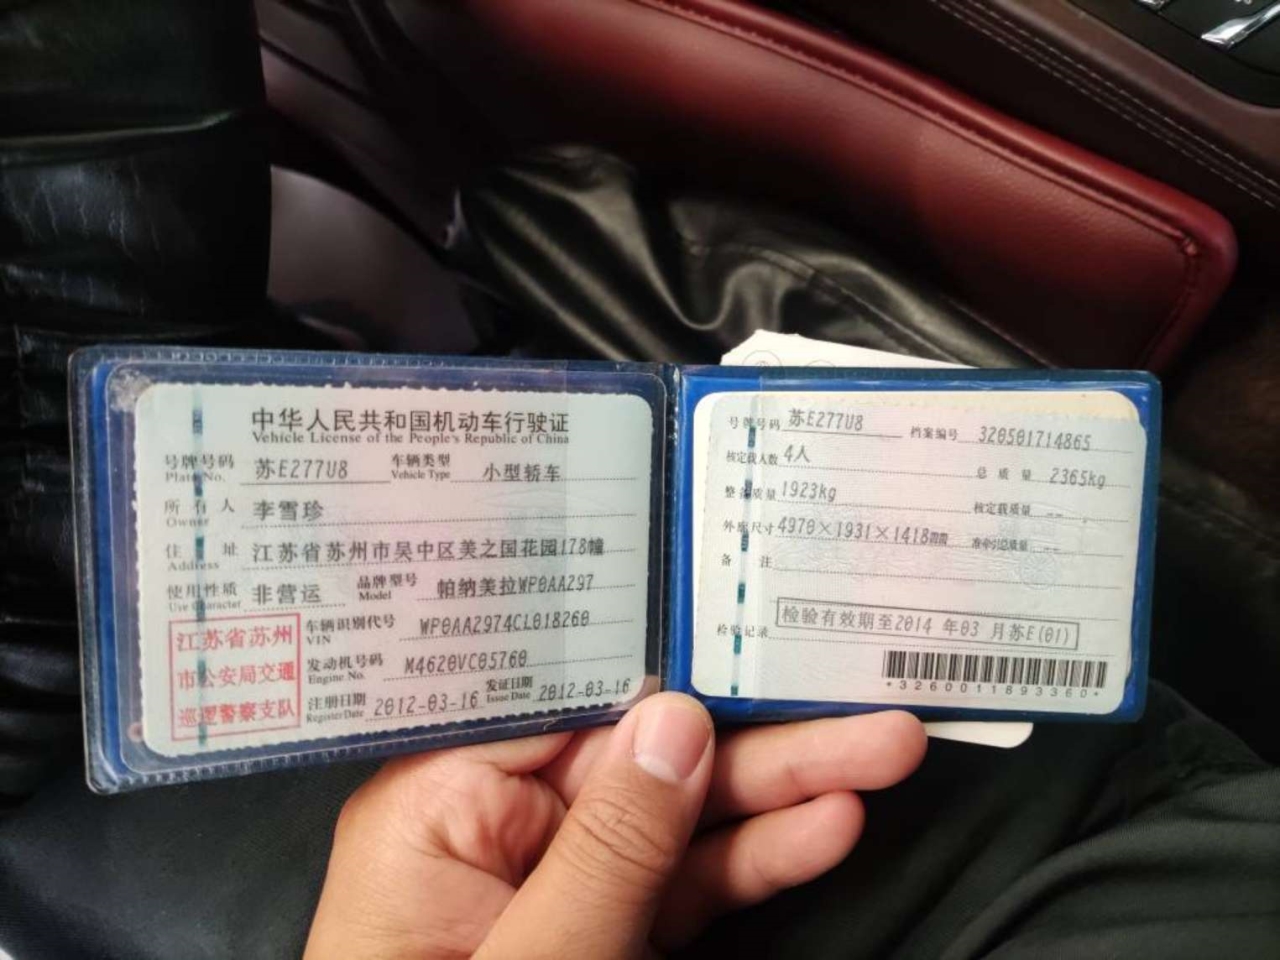 中华人民共和国机动车行驶证
Vehicle License of the People's Republic of China
号牌号码 苏E277U8 车辆类型 小型轿车
Plate No. Vehicle Type
所有人 李雪珍
Owner
住址 江苏省苏州市吴中区美之国花园178幢
Address
使用性质 非营运 品牌型号 帕纳美拉WP0AA297
Use Character Model
江苏省苏州
市公安局交通
巡逻警察支队
车辆识别代号 WP0AA2974CL018260
VIN
发动机号码 M4620VC05760
Engine No.
注册日期 2012-03-16 发证日期 2012-03-16
Register Date Issue Date
号牌号码 苏E277U8 档案编号 320501714865
核定载人数 4人 总质量 2365kg
整备质量 1923kg 核定载质量 --
外廓尺寸 4970×1931×1418mm 准牵引总质量 --
备注
检验记录 检验有效期至2014年03月苏E(01)
*3260011893360*